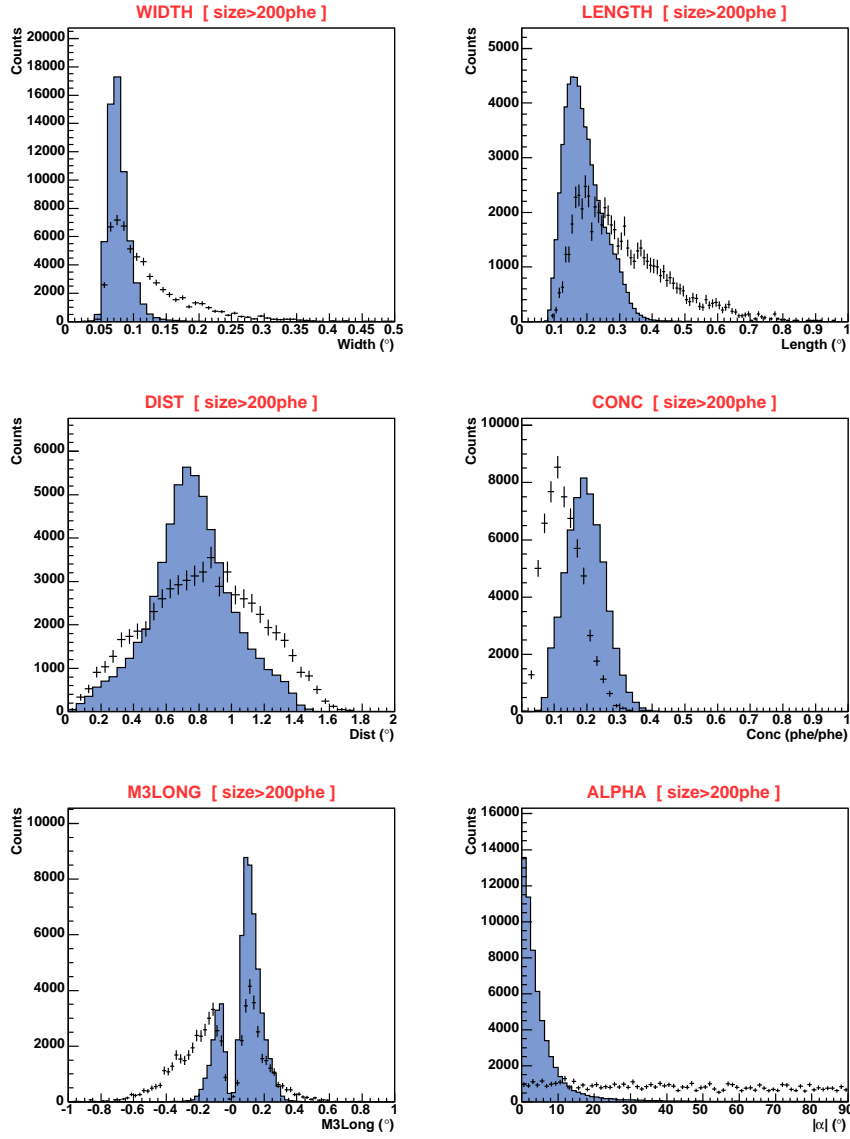 WIDTH [ size>200phe ]
Counts
20000
18000
16000
14000
12000
10000
8000
6000
4000
2000
0
0 0.05 0.1 0.15 0.2 0.25 0.3 0.35 0.4 0.45 0.5
Width (°)
LENGTH [ size>200phe ]
Counts
5000
4000
3000
2000
1000
0
0 0.1 0.2 0.3 0.4 0.5 0.6 0.7 0.8 0.9 1
Length (°)
DIST [ size>200phe ]
Counts
6000
5000
4000
3000
2000
1000
0
0 0.2 0.4 0.6 0.8 1 1.2 1.4 1.6 1.8 2
Dist (°)
CONC [ size>200phe ]
Counts
10000
8000
6000
4000
2000
0
0 0.1 0.2 0.3 0.4 0.5 0.6 0.7 0.8 0.9 1
Conc (phe/phe)
M3LONG [ size>200phe ]
Counts
10000
8000
6000
4000
2000
0
-1 -0.8 -0.6 -0.4 -0.2 -0 0.2 0.4 0.6 0.8 1
M3Long (°)
ALPHA [ size>200phe ]
Counts
16000
14000
12000
10000
8000
6000
4000
2000
0
0 10 20 30 40 50 60 70 80 90
|α| (°)